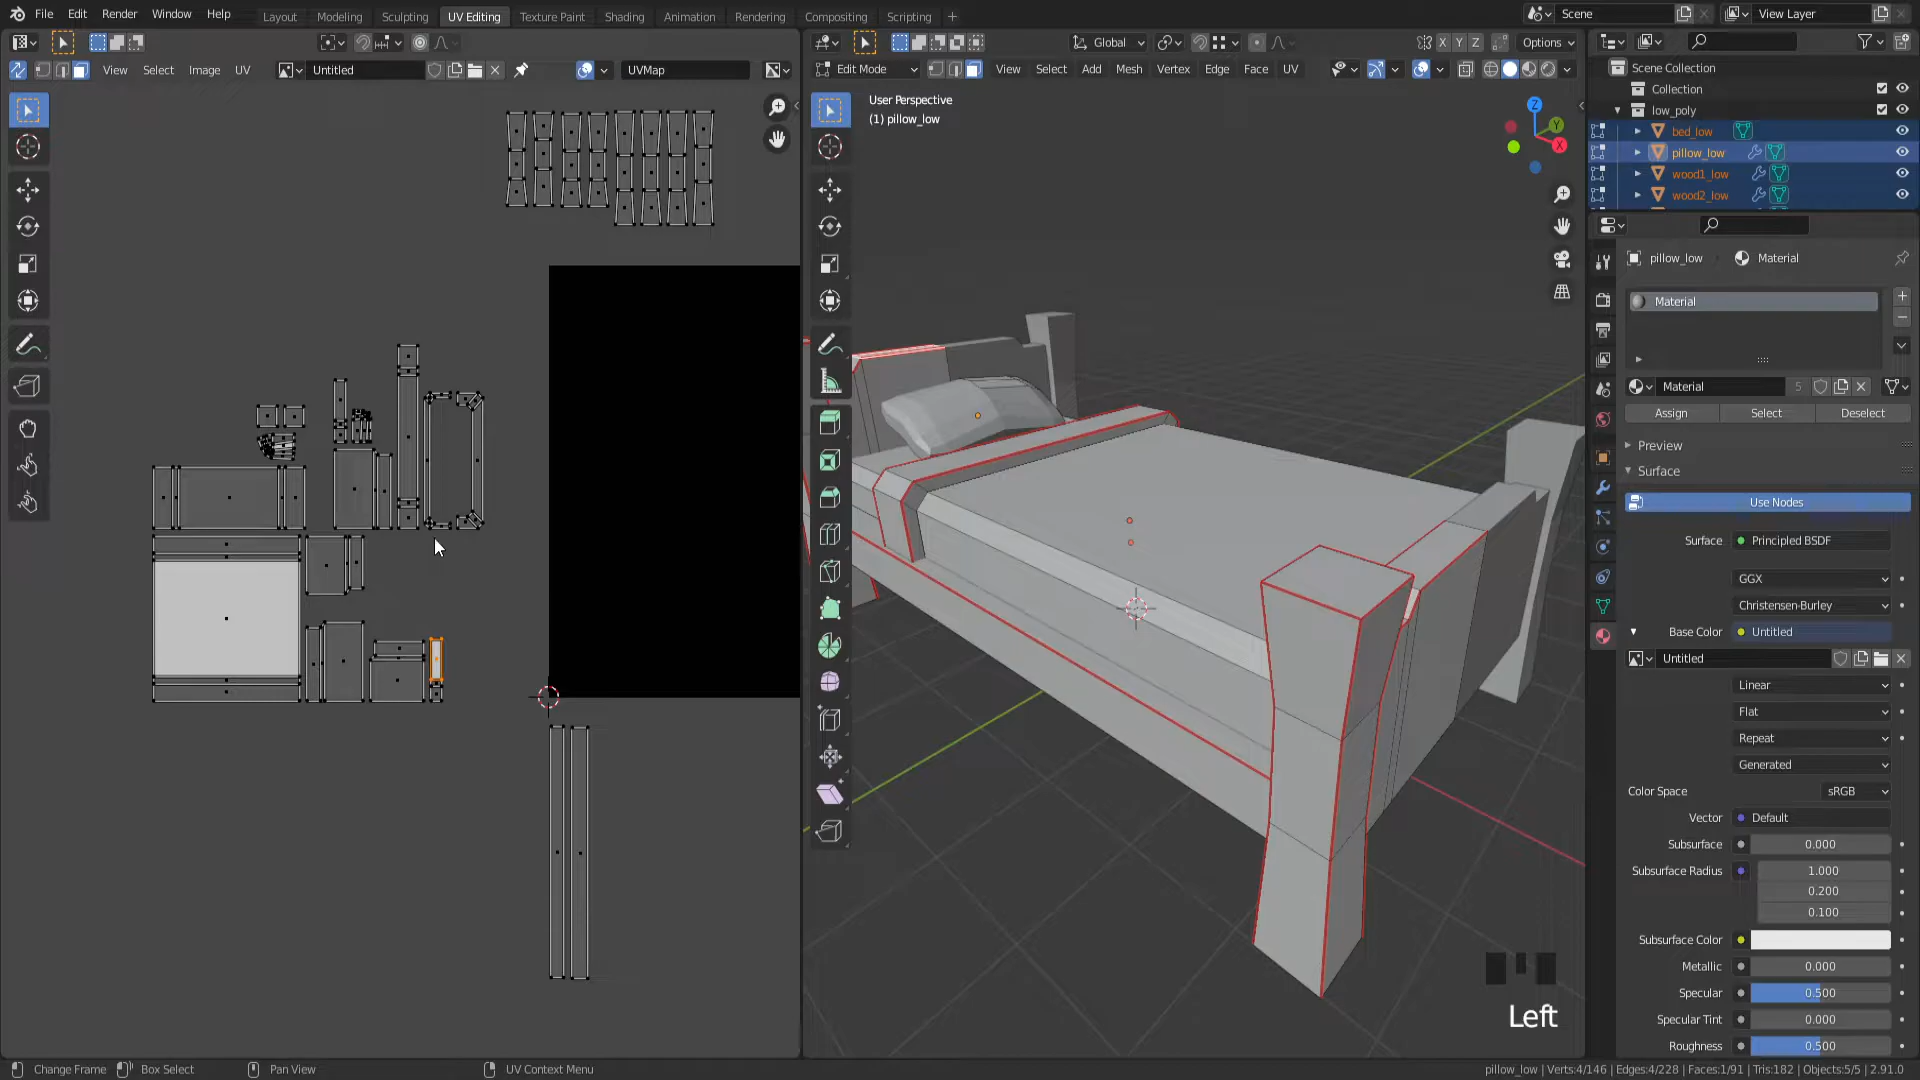 File Edit Render Window Help
Layout Modeling Sculpting UV Editing Texture Paint Shading Animation Rendering Compositing Scripting +
Scene
View Layer
Global
Options
X Y Z
View Select Image UV
Untitled
UVMap
Edit Mode
View Select Add Mesh Vertex Edge Face UV
User Perspective
(1) pillow_low
Z
Y
X
Scene Collection
Collection
low_poly
bed_low
pillow_low
wood1_low
wood2_low
pillow_low
Material
Material
Material
5
Assign
Select
Deselect
Preview
Surface
Use Nodes
Surface
Principled BSDF
GGX
Christensen-Burley
Base Color
Untitled
Untitled
Linear
Flat
Repeat
Generated
Color Space
sRGB
Vector
Default
Subsurface
0.000
Subsurface Radius
1.000
0.200
0.100
Subsurface Color
Metallic
0.000
Specular
0.500
Specular Tint
0.000
Roughness
0.500
Left
Change Frame
Box Select
Pan View
UV Context Menu
pillow_low | Verts:4/146 | Edges:4/228 | Faces:1/91 | Tris:182 | Objects:5/5 | 2.91.0